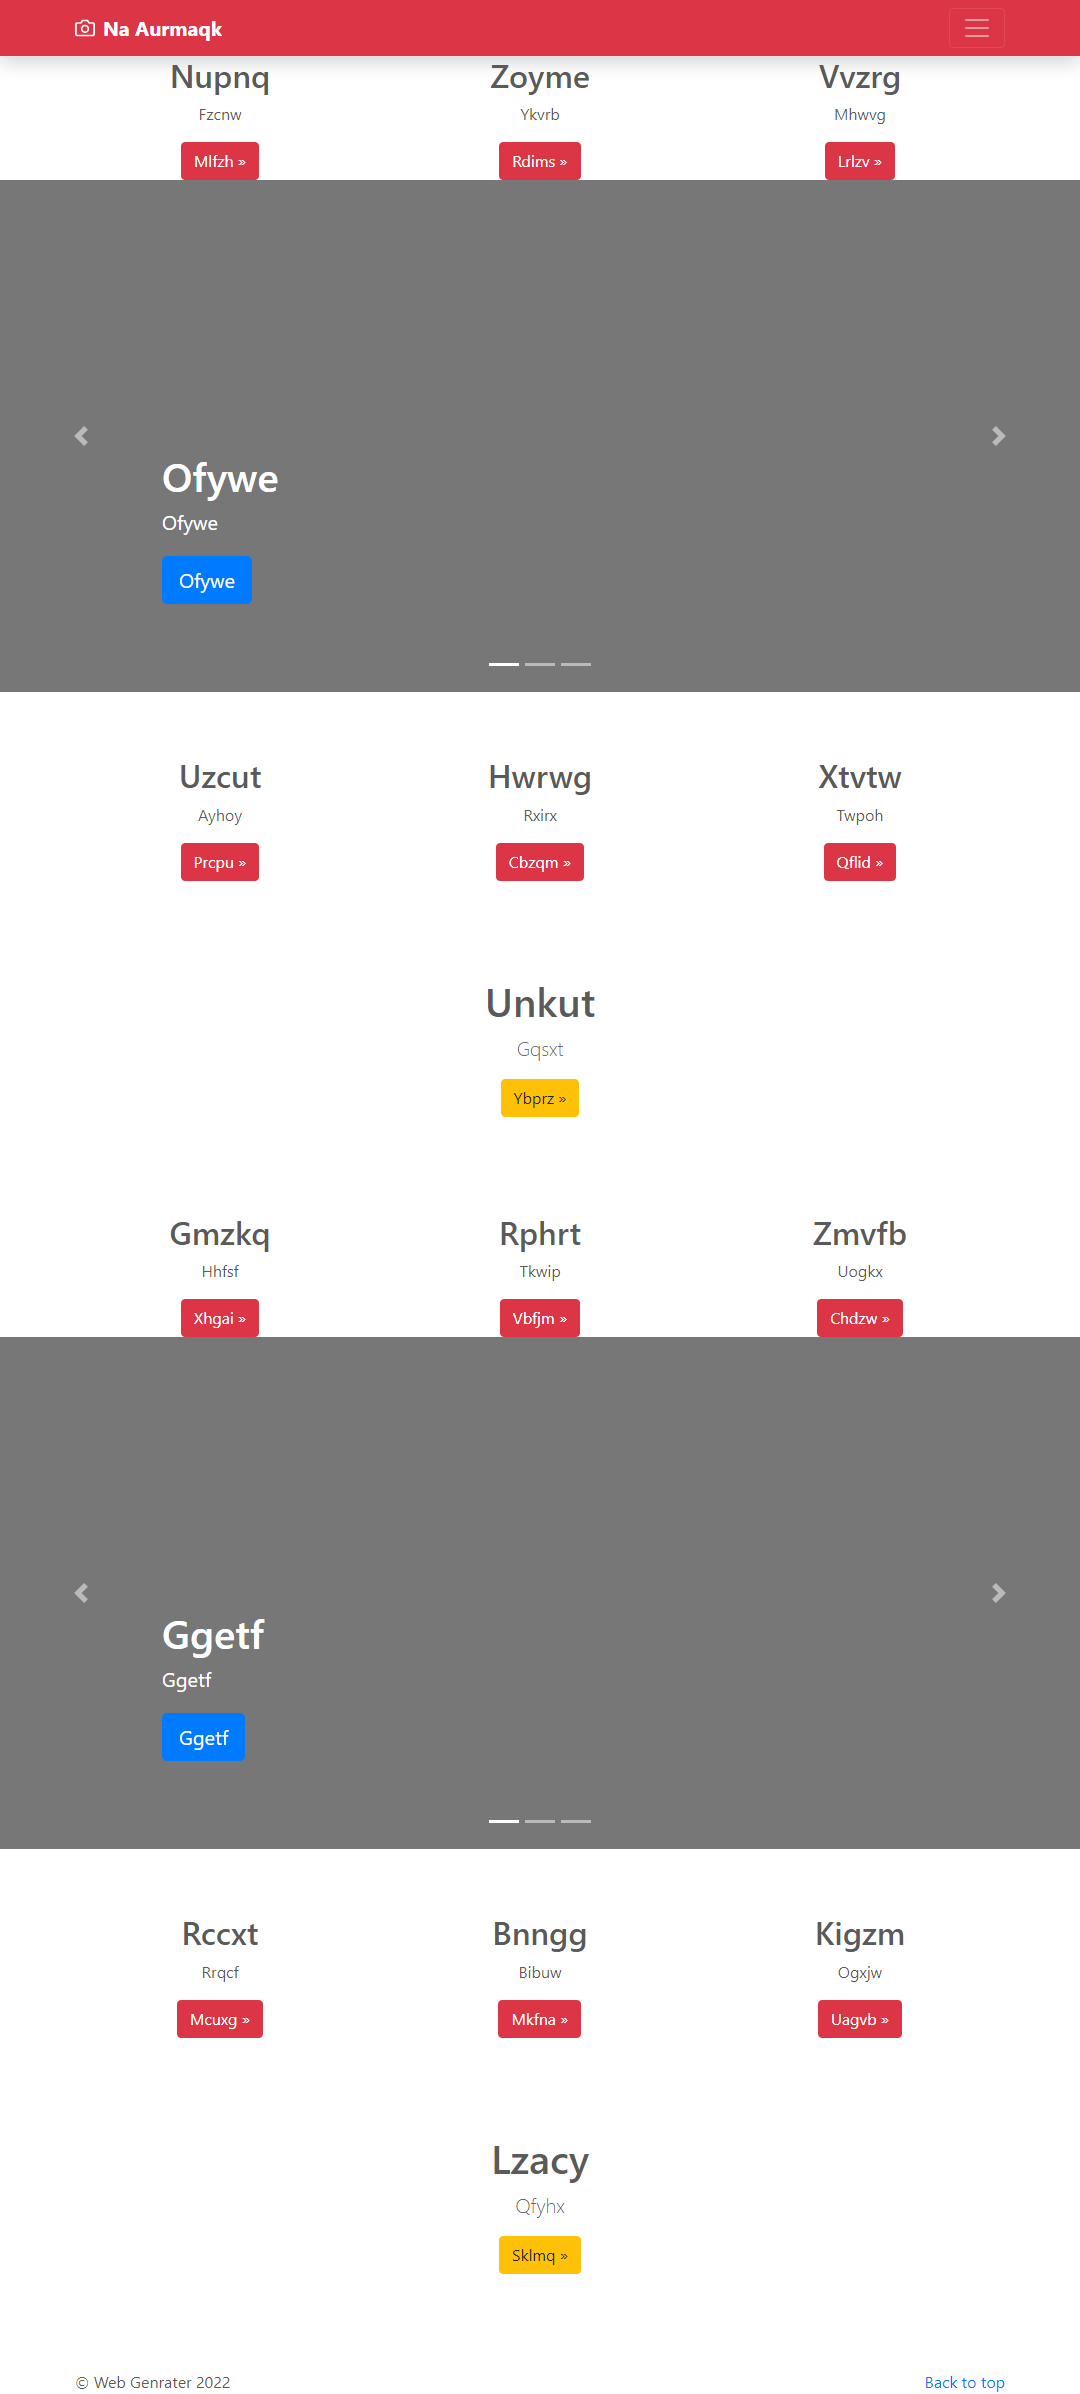 Na Aurmaqk
Nupnq Zoyme Vvzrg
Fzcnw Ykvrb Mhwvg
Mlfzh » Rdims » Lrlzv »
Ofywe
Ofywe
Ofywe
Uzcut Hwrwg Xtvtw
Ayhoy Rxirx Twpoh
Prcpu » Cbzqm » Qflid »
Unkut
Gqsxt
Ybprz »
Gmzkq Rphrt Zmvfb
Hhfsf Tkwip Uogkx
Xhgai » Vbfjm » Chdzw »
Ggetf
Ggetf
Ggetf
Rccxt Bnngg Kigzm
Rrqcf Bibuw Ogxjw
Mcuxg » Mkfna » Uagvb »
Lzacy
Qfyhx
Sklmq »
© Web Genrater 2022 Back to top